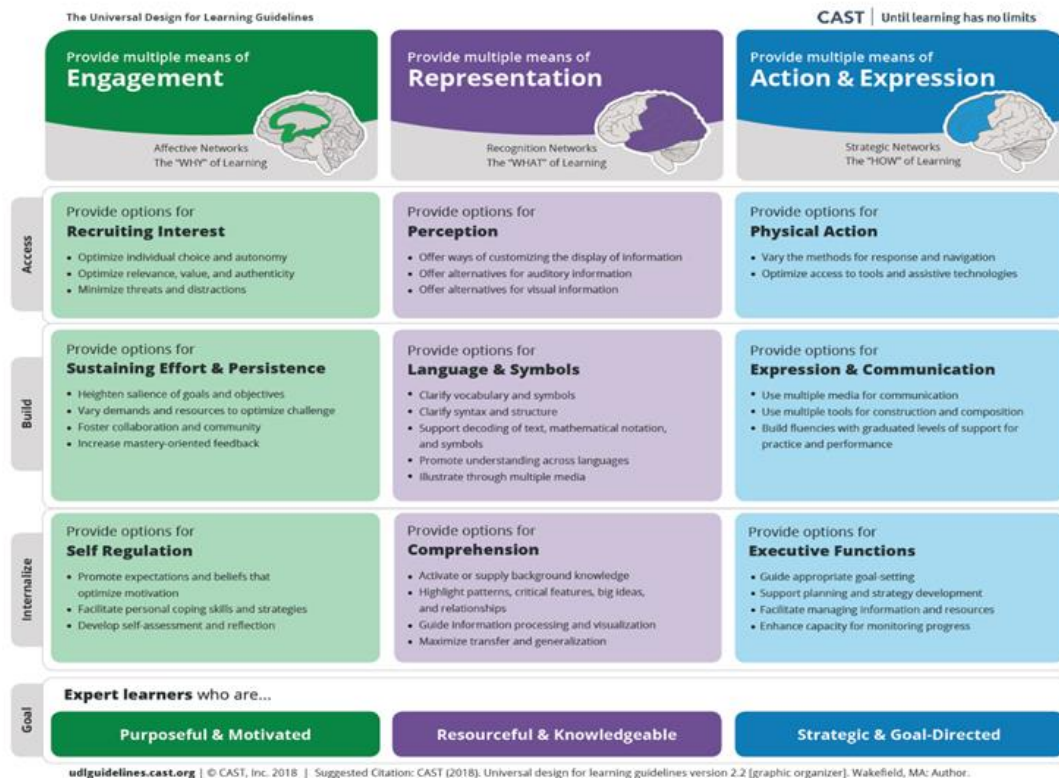 The Universal Design for Learning Guidelines
CAST | Until learning has no limits
Provide multiple means of
Engagement
Affective Networks
The "WHY" of Learning
Provide multiple means of
Representation
Recognition Networks
The "WHAT" of Learning
Provide multiple means of
Action & Expression
Strategic Networks
The "HOW" of Learning
Access
Provide options for
Recruiting Interest
• Optimize individual choice and autonomy
• Optimize relevance, value, and authenticity
• Minimize threats and distractions
Provide options for
Perception
• Offer ways of customizing the display of information
• Offer alternatives for auditory information
• Offer alternatives for visual information
Provide options for
Physical Action
• Vary the methods for response and navigation
• Optimize access to tools and assistive technologies
Build
Provide options for
Sustaining Effort & Persistence
• Heighten salience of goals and objectives
• Vary demands and resources to optimize challenge
• Foster collaboration and community
• Increase mastery-oriented feedback
Provide options for
Language & Symbols
• Clarify vocabulary and symbols
• Clarify syntax and structure
• Support decoding of text, mathematical notation,
and symbols
• Promote understanding across languages
• Illustrate through multiple media
Provide options for
Expression & Communication
• Use multiple media for communication
• Use multiple tools for construction and composition
• Build fluencies with graduated levels of support for
practice and performance
Internalize
Provide options for
Self Regulation
• Promote expectations and beliefs that
optimize motivation
• Facilitate personal coping skills and strategies
• Develop self-assessment and reflection
Provide options for
Comprehension
• Activate or supply background knowledge
• Highlight patterns, critical features, big ideas,
and relationships
• Guide information processing and visualization
• Maximize transfer and generalization
Provide options for
Executive Functions
• Guide appropriate goal-setting
• Support planning and strategy development
• Facilitate managing information and resources
• Enhance capacity for monitoring progress
Goal
Expert learners who are...
Purposeful & Motivated
Resourceful & Knowledgeable
Strategic & Goal-Directed
udlguidelines.cast.org | © CAST, Inc. 2018 | Suggested Citation: CAST (2018). Universal design for learning guidelines version 2.2 [graphic organizer]. Wakefield, MA: Author.